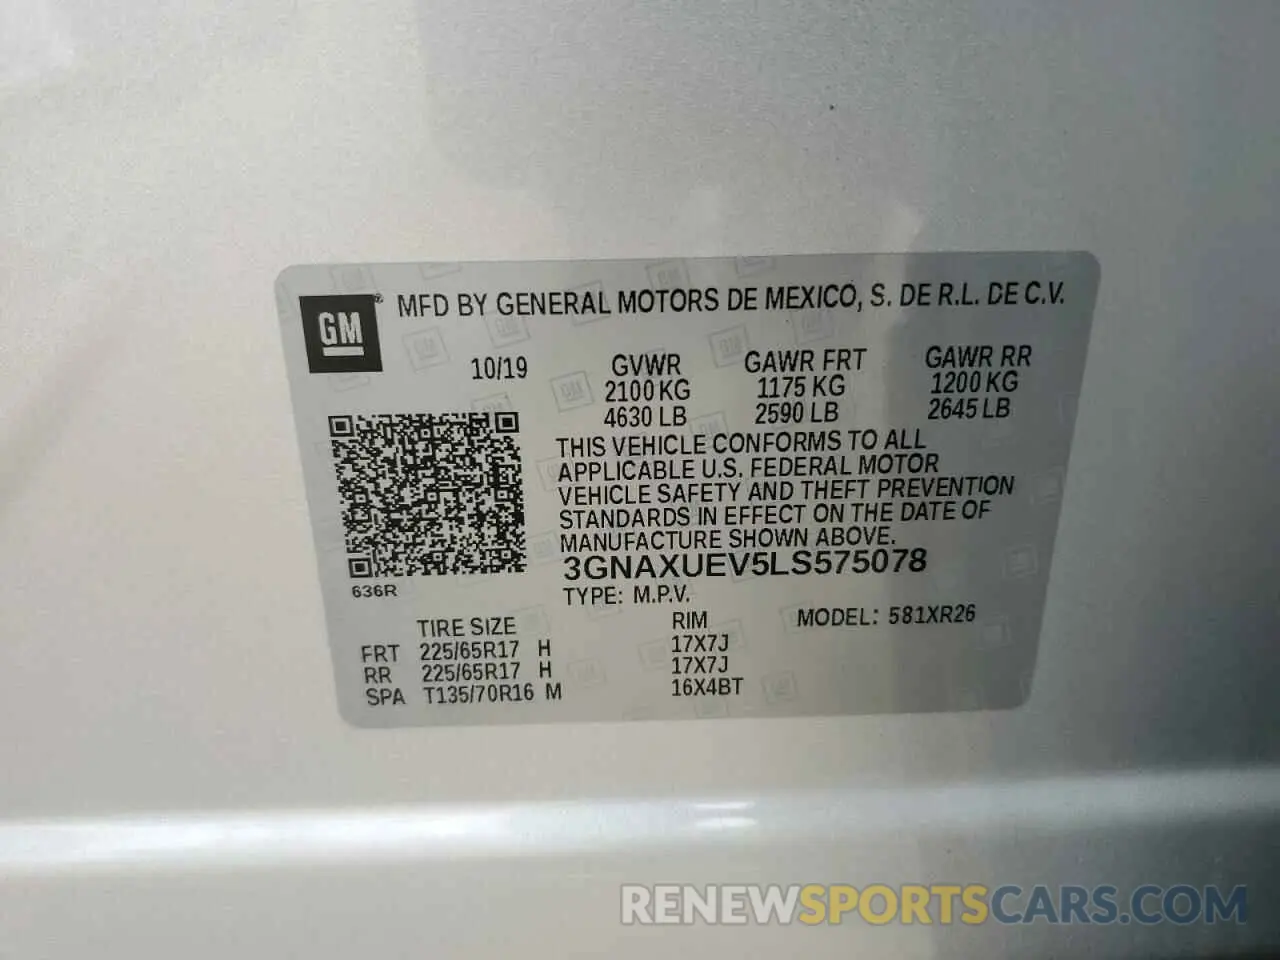 GM® MFD BY GENERAL MOTORS DE MEXICO, S. DE R.L. DE C.V.
10/19 GVWR GAWR FRT GAWR RR
2100 KG 1175 KG 1200 KG
4630 LB 2590 LB 2645 LB
THIS VEHICLE CONFORMS TO ALL
APPLICABLE U.S. FEDERAL MOTOR
VEHICLE SAFETY AND THEFT PREVENTION
STANDARDS IN EFFECT ON THE DATE OF
MANUFACTURE SHOWN ABOVE.
3GNAXUEV5LS575078
636R
TYPE: M.P.V.
TIRE SIZE RIM MODEL: 581XR26
FRT 225/65R17 H 17X7J
RR 225/65R17 H 17X7J
SPA T135/70R16 M 16X4BT
RENEWSPORTSCARS.COM